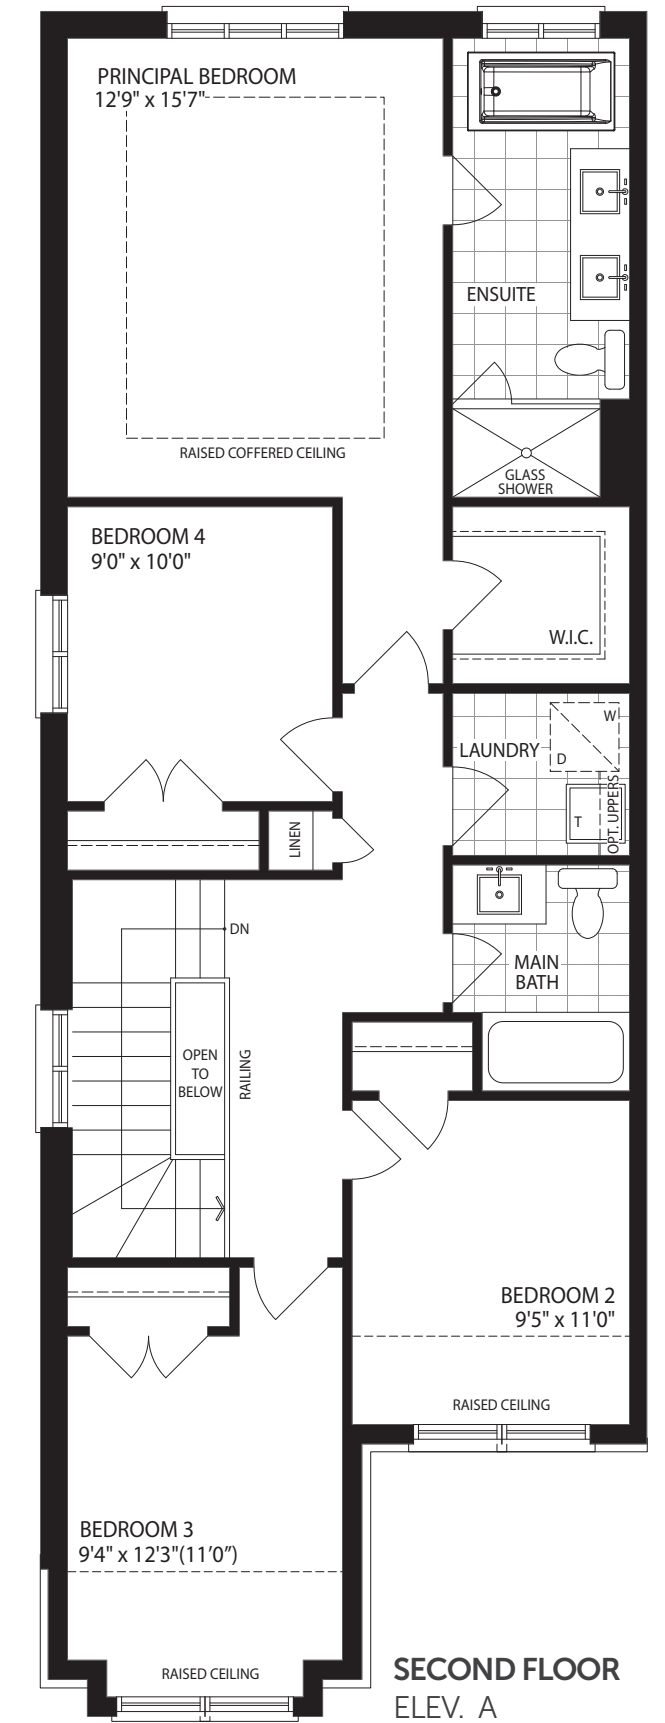 PRINCIPAL BEDROOM
12'9" x 15'7"
ENSUITE
RAISED COFFERED CEILING
GLASS
SHOWER
BEDROOM 4
9'0" x 10'0"
W.I.C.
LAUNDRY
W
D
T
OPT. UPPERS
LINEN
DN
MAIN
BATH
OPEN
TO
BELOW
RAILING
BEDROOM 2
9'5" x 11'0"
RAISED CEILING
BEDROOM 3
9'4" x 12'3"(11'0")
RAISED CEILING
SECOND FLOOR
ELEV. A